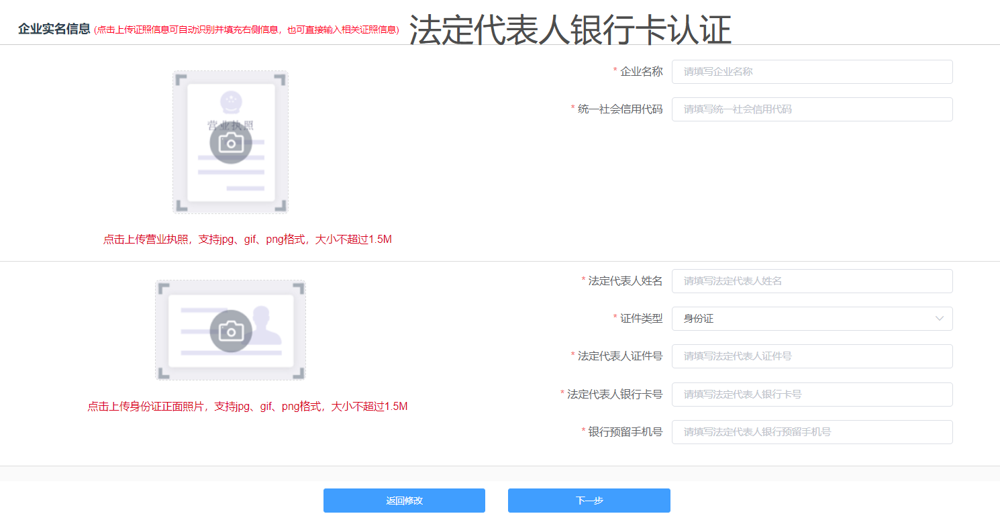 企业实名信息 (点击上传证照信息可自动识别并填充右侧信息，也可直接输入相关证照信息) 法定代表人银行卡认证
* 企业名称 请填写企业名称
* 统一社会信用代码 请填写统一社会信用代码
营业执照
点击上传营业执照，支持jpg、gif、png格式，大小不超过1.5M
* 法定代表人姓名 请填写法定代表人姓名
* 证件类型 身份证
* 法定代表人证件号 请填写法定代表人证件号
* 法定代表人银行卡号 请填写法定代表人银行卡号
点击上传身份证正面照片，支持jpg、gif、png格式，大小不超过1.5M
* 银行预留手机号 请填写法定代表人银行预留手机号
返回修改 下一步